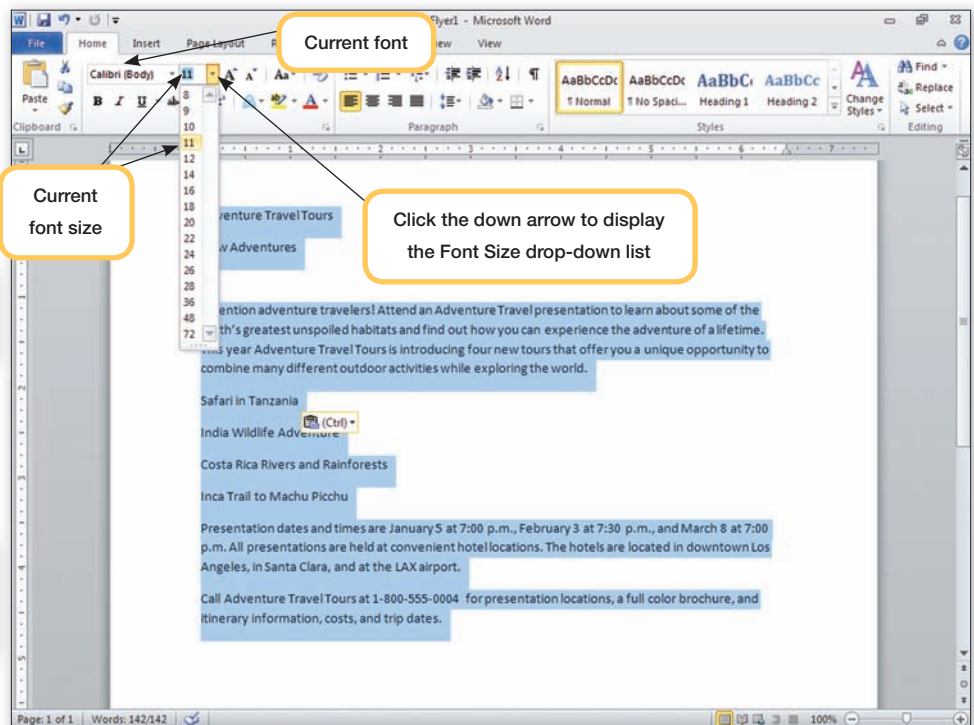 Flyer1 - Microsoft Word
File Home Insert Page Layout View
Current font
Calibri (Body) 11
Paste
B I U
Clipboard
Paragraph
AaBbCcDc AaBbCcDc AaBbC AaBbCc
¶ Normal ¶ No Spaci... Heading 1 Heading 2
Change Styles
Styles
Find
Replace
Select
Editing
8
9
10
11
12
14
16
18
20
22
24
26
28
36
48
72
1 2 3 4 5 6 7
Current
font size
Click the down arrow to display
the Font Size drop-down list
venture Travel Tours
w Adventures
ention adventure travelers! Attend an Adventure Travel presentation to learn about some of the
th's greatest unspoiled habitats and find out how you can experience the adventure of a lifetime.
This year Adventure Travel Tours is introducing four new tours that offer you a unique opportunity to
combine many different outdoor activities while exploring the world.
Safari in Tanzania
(Ctrl)
India Wildlife Adventure
Costa Rica Rivers and Rainforests
Inca Trail to Machu Picchu
Presentation dates and times are January 5 at 7:00 p.m., February 3 at 7:30 p.m., and March 8 at 7:00
p.m. All presentations are held at convenient hotel locations. The hotels are located in downtown Los
Angeles, in Santa Clara, and at the LAX airport.
Call Adventure Travel Tours at 1-800-555-0004 for presentation locations, a full color brochure, and
itinerary information, costs, and trip dates.
Page: 1 of 1 Words: 142/142 100%